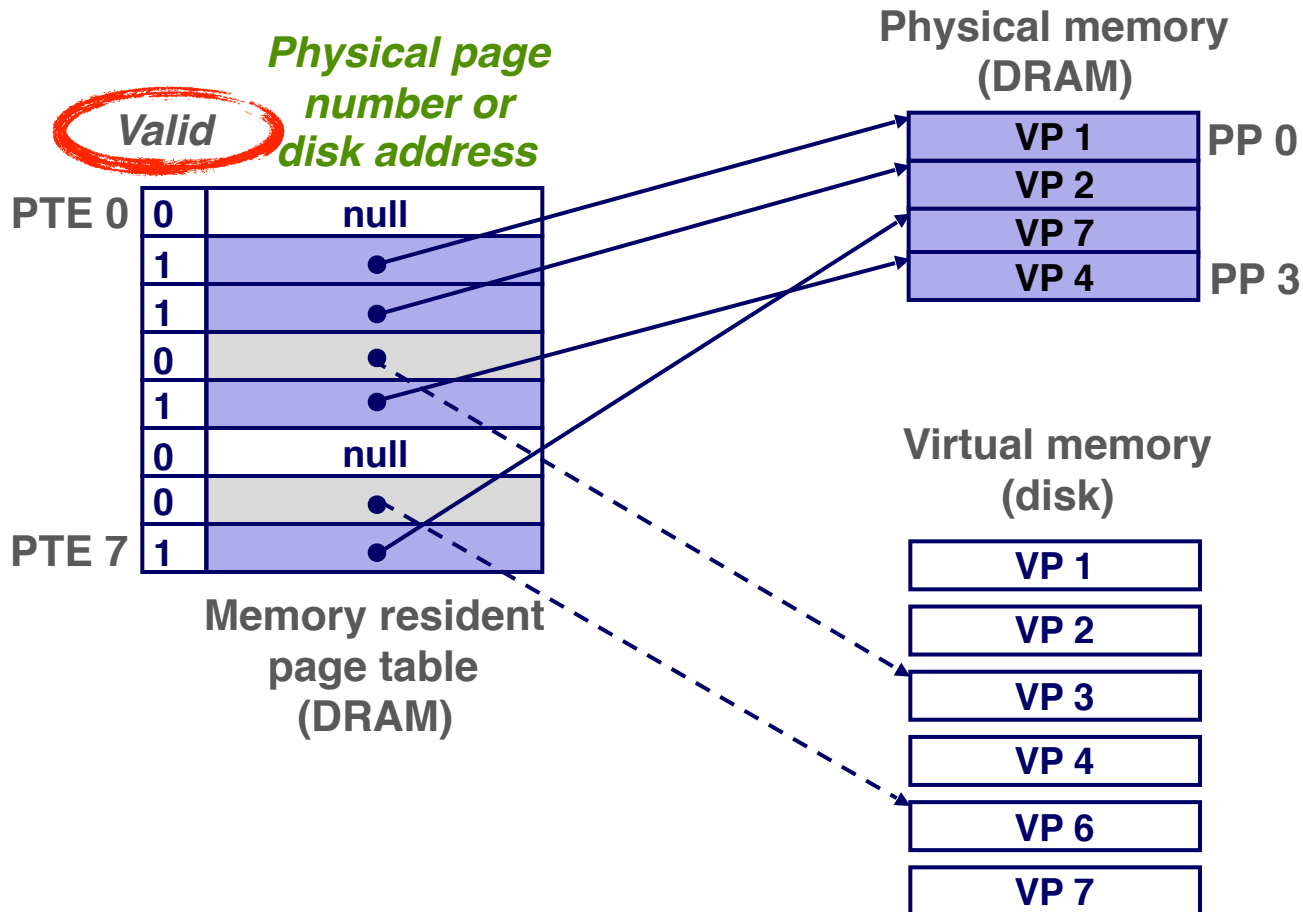 Physical page
number or
disk address
Valid
PTE 0
0 null
1
1
0
1
0 null
0
PTE 7
1
Memory resident
page table
(DRAM)
Physical memory
(DRAM)
VP 1 PP 0
VP 2
VP 7
VP 4 PP 3
Virtual memory
(disk)
VP 1
VP 2
VP 3
VP 4
VP 6
VP 7